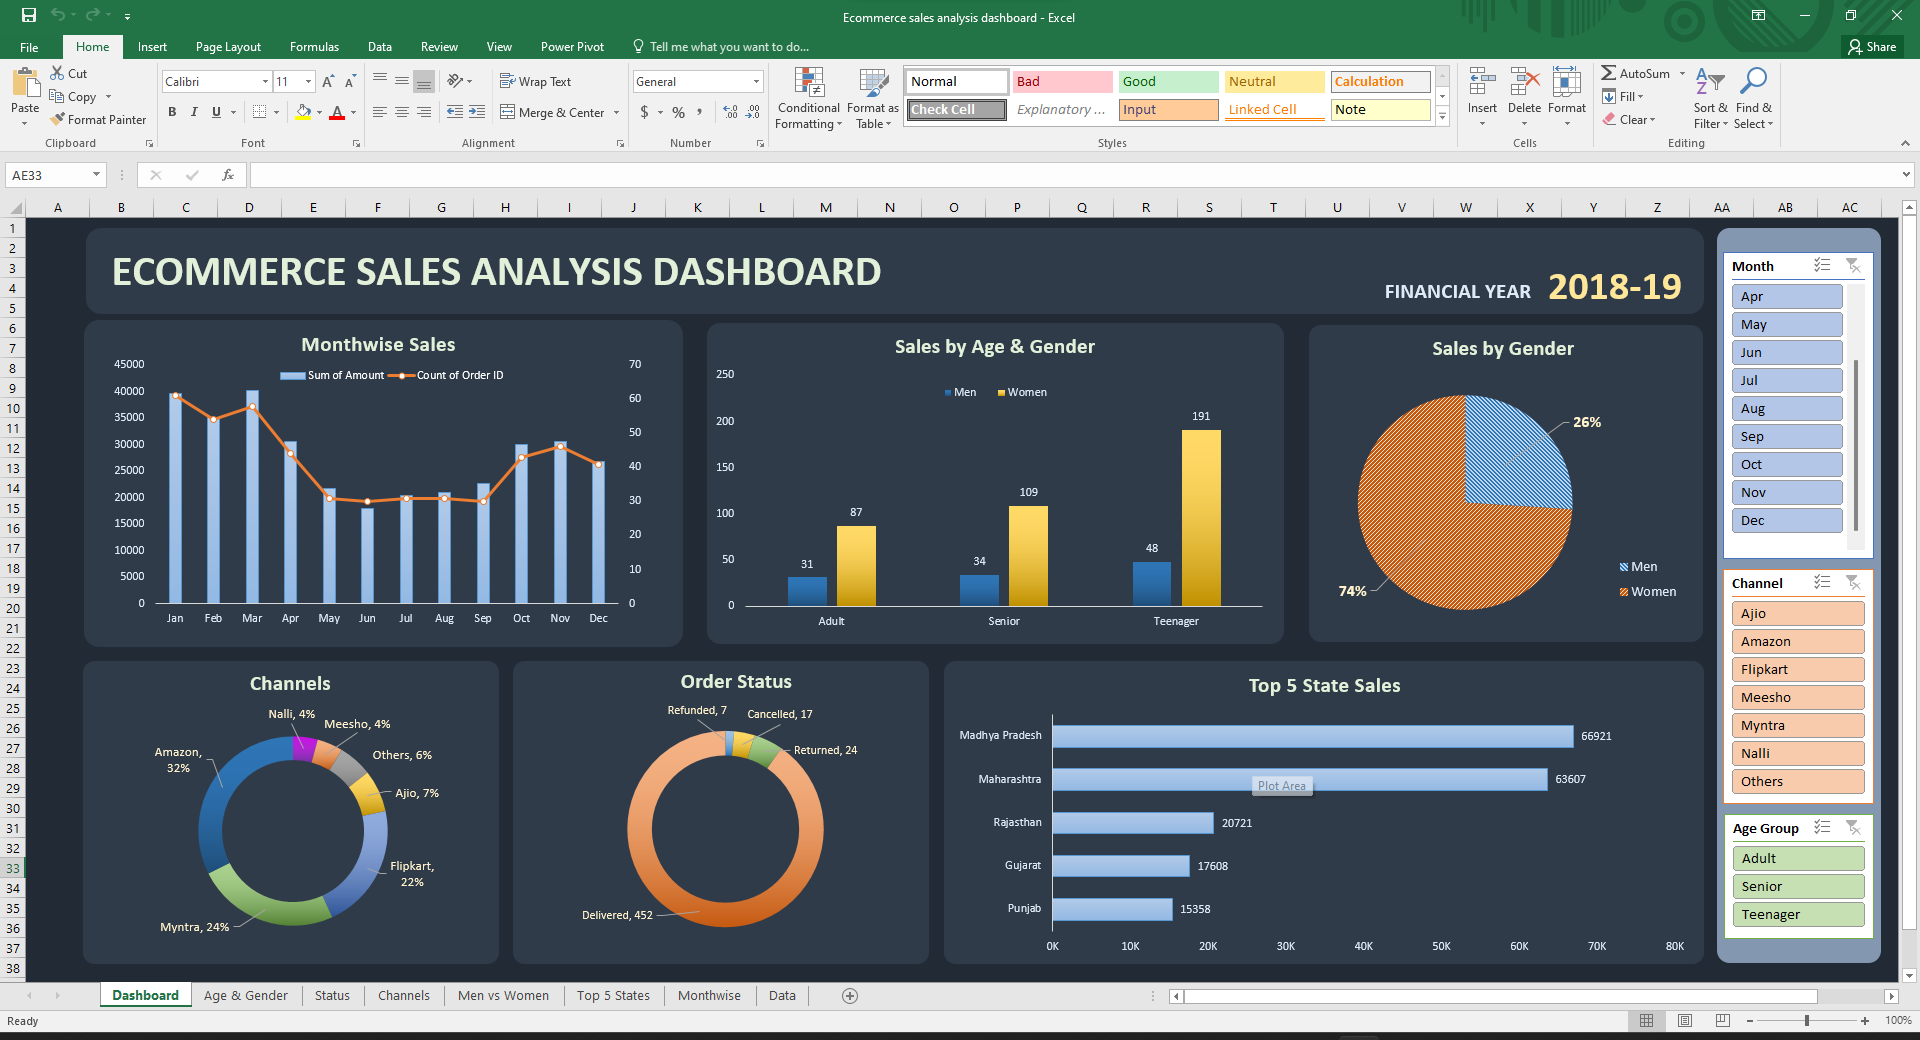 Ecommerce sales analysis dashboard - Excel
File Home Insert Page Layout Formulas Data Review View Power Pivot Tell me what you want to do... Share
Paste
Cut
Copy
Format Painter
Clipboard
Calibri 11
B I U A
Font
Wrap Text
Merge & Center
Alignment
General
$ % ,
Number
Conditional Formatting
Format as Table
Normal Bad Good Neutral Calculation
Check Cell Explanatory ... Input Linked Cell Note
Styles
Insert Delete Format
Cells
AutoSum
Fill
Clear
Sort & Filter
Find & Select
Editing
AE33 fx
A B C D E F G H I J K L M N O P Q R S T U V W X Y Z AA AB AC
1
2
3
4
5
6
7
8
9
10
11
12
13
14
15
16
17
18
19
20
21
22
23
24
25
26
27
28
29
30
31
32
33
34
35
36
37
38
ECOMMERCE SALES ANALYSIS DASHBOARD
FINANCIAL YEAR 2018-19
Monthwise Sales
Sum of Amount Count of Order ID
45000
40000
35000
30000
25000
20000
15000
10000
5000
0
70
60
50
40
30
20
10
0
Jan Feb Mar Apr May Jun Jul Aug Sep Oct Nov Dec
Sales by Age & Gender
Men Women
250
200
150
100
50
0
31 87 34 109 48 191
Adult Senior Teenager
Sales by Gender
26%
74%
Men
Women
Channels
Nalli, 4%
Meesho, 4%
Others, 6%
Ajio, 7%
Flipkart,
22%
Myntra, 24%
Amazon,
32%
Order Status
Refunded, 7
Cancelled, 17
Returned, 24
Delivered, 452
Top 5 State Sales
Madhya Pradesh 66921
Maharashtra 63607
Plot Area
Rajasthan 20721
Gujarat 17608
Punjab 15358
0K 10K 20K 30K 40K 50K 60K 70K 80K
Month
Apr
May
Jun
Jul
Aug
Sep
Oct
Nov
Dec
Channel
Ajio
Amazon
Flipkart
Meesho
Myntra
Nalli
Others
Age Group
Adult
Senior
Teenager
Dashboard Age & Gender Status Channels Men vs Women Top 5 States Monthwise Data
Ready 100%